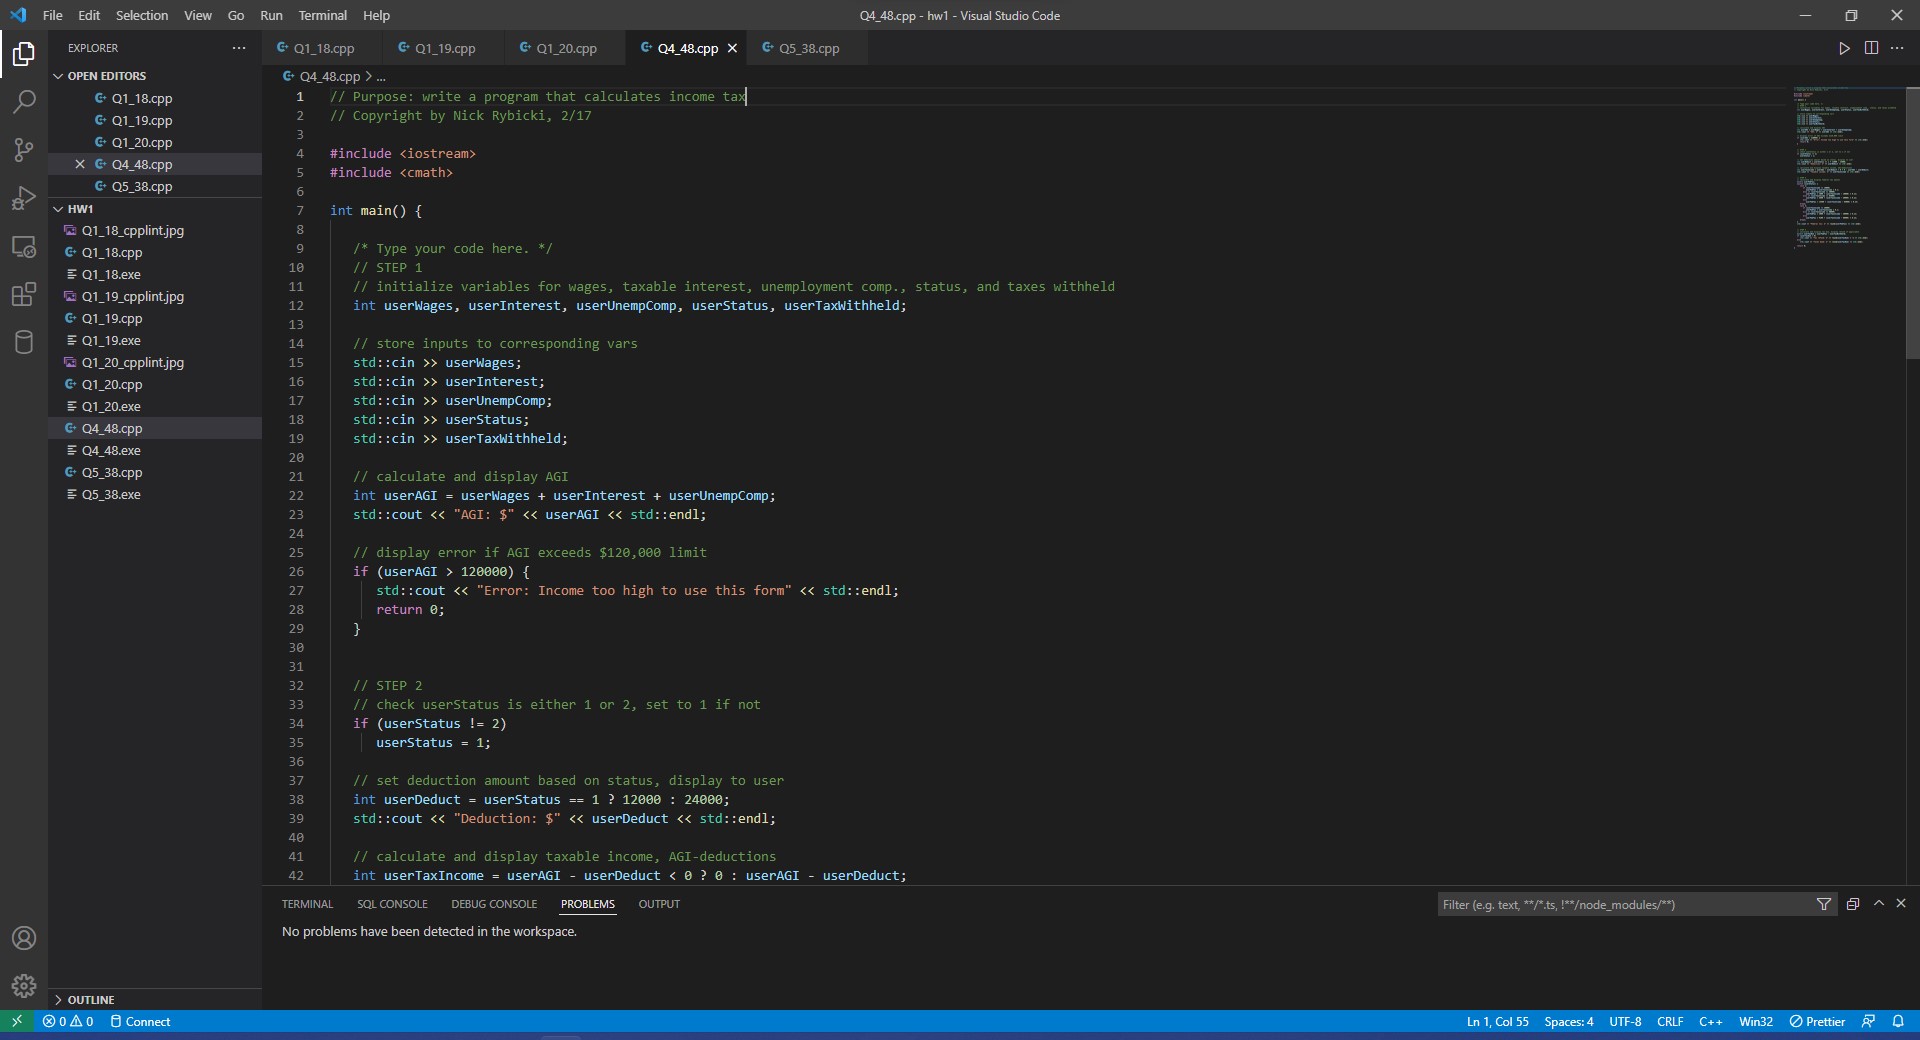 File Edit Selection View Go Run Terminal Help
Q4_48.cpp - hw1 - Visual Studio Code
EXPLORER
OPEN EDITORS
Q1_18.cpp
Q1_19.cpp
Q1_20.cpp
Q4_48.cpp
Q5_38.cpp
HW1
Q1_18_cpplint.jpg
Q1_18.cpp
Q1_18.exe
Q1_19_cpplint.jpg
Q1_19.cpp
Q1_19.exe
Q1_20_cpplint.jpg
Q1_20.cpp
Q1_20.exe
Q4_48.cpp
Q4_48.exe
Q5_38.cpp
Q5_38.exe
OUTLINE
Q1_18.cpp Q1_19.cpp Q1_20.cpp Q4_48.cpp Q5_38.cpp
Q4_48.cpp > ...
1 // Purpose: write a program that calculates income tax
2 // Copyright by Nick Rybicki, 2/17
3
4 #include <iostream>
5 #include <cmath>
6
7 int main() {
8
9 /* Type your code here. */
10 // STEP 1
11 // initialize variables for wages, taxable interest, unemployment comp., status, and taxes withheld
12 int userWages, userInterest, userUnempComp, userStatus, userTaxWithheld;
13
14 // store inputs to corresponding vars
15 std::cin >> userWages;
16 std::cin >> userInterest;
17 std::cin >> userUnempComp;
18 std::cin >> userStatus;
19 std::cin >> userTaxWithheld;
20
21 // calculate and display AGI
22 int userAGI = userWages + userInterest + userUnempComp;
23 std::cout << "AGI: $" << userAGI << std::endl;
24
25 // display error if AGI exceeds $120,000 limit
26 if (userAGI > 120000) {
27 std::cout << "Error: Income too high to use this form" << std::endl;
28 return 0;
29 }
30
31
32 // STEP 2
33 // check userStatus is either 1 or 2, set to 1 if not
34 if (userStatus != 2)
35 userStatus = 1;
36
37 // set deduction amount based on status, display to user
38 int userDeduct = userStatus == 1 ? 12000 : 24000;
39 std::cout << "Deduction: $" << userDeduct << std::endl;
40
41 // calculate and display taxable income, AGI-deductions
42 int userTaxIncome = userAGI - userDeduct < 0 ? 0 : userAGI - userDeduct;
TERMINAL SQL CONSOLE DEBUG CONSOLE PROBLEMS OUTPUT
Filter (e.g. text, **/*.ts, !**/node_modules/**)
No problems have been detected in the workspace.
0 0 Connect
Ln 1, Col 55 Spaces: 4 UTF-8 CRLF C++ Win32 Prettier